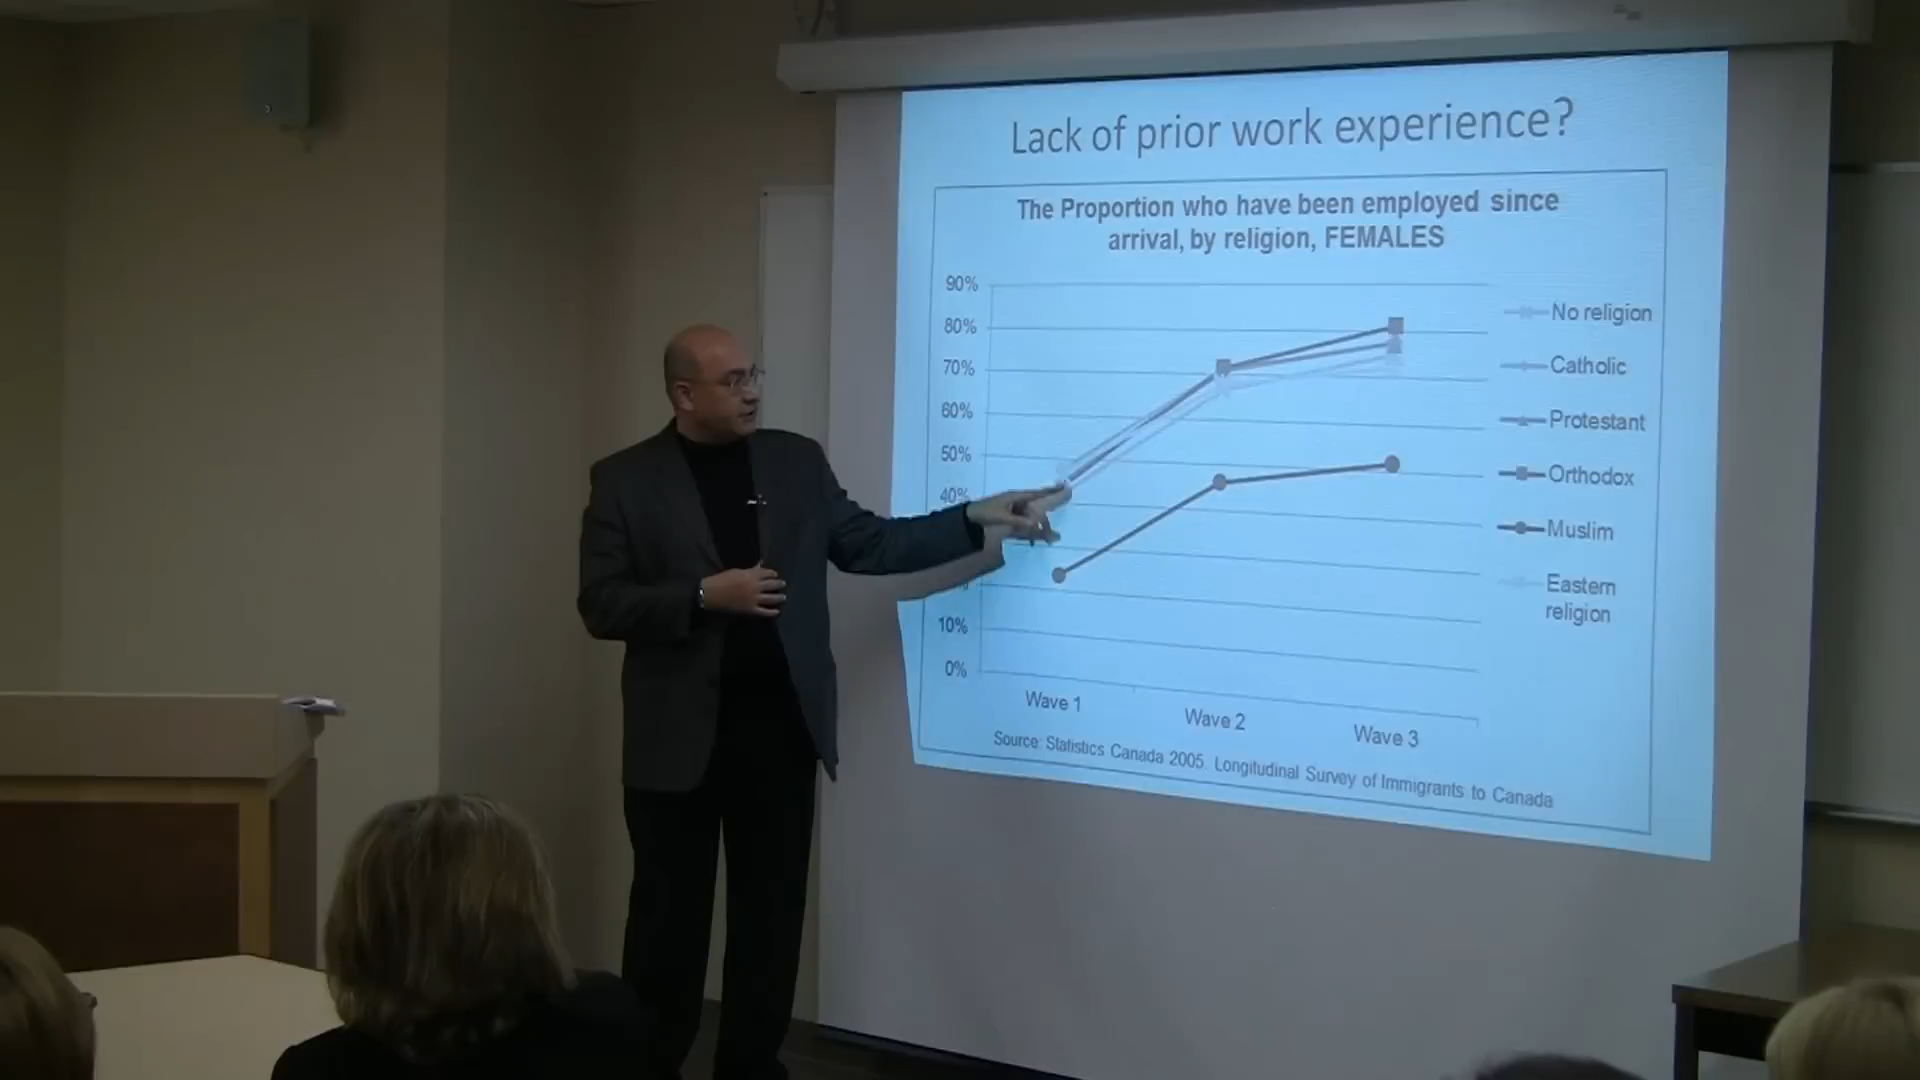 Lack of prior work experience?
The Proportion who have been employed since
arrival, by religion, FEMALES
90%
80%
70%
60%
50%
40%
10%
0%
Wave 1
Wave 2
Wave 3
No religion
Catholic
Protestant
Orthodox
Muslim
Eastern
religion
Source: Statistics Canada 2005. Longitudinal Survey of Immigrants to Canada